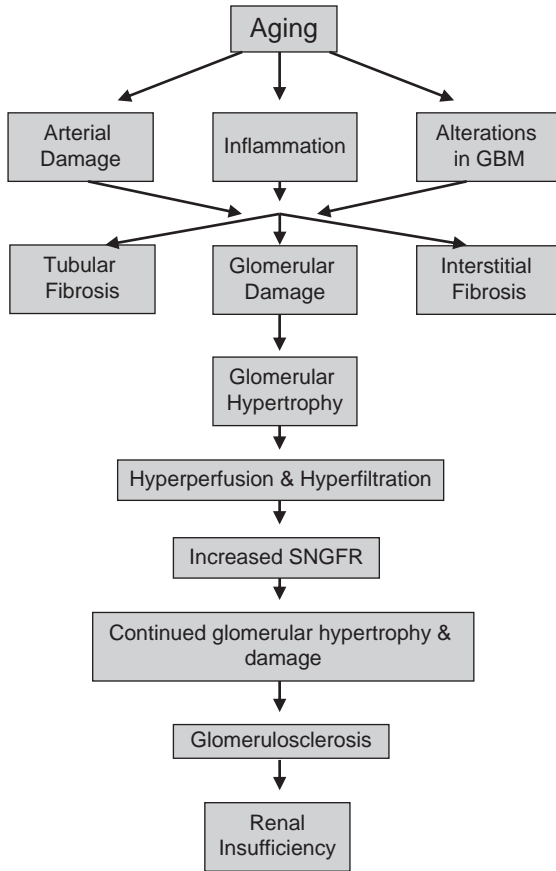 Aging
Arterial
Damage
Inflammation
Alterations
in GBM
Tubular
Fibrosis
Glomerular
Damage
Interstitial
Fibrosis
Glomerular
Hypertrophy
Hyperperfusion & Hyperfiltration
Increased SNGFR
Continued glomerular hypertrophy &
damage
Glomerulosclerosis
Renal
Insufficiency